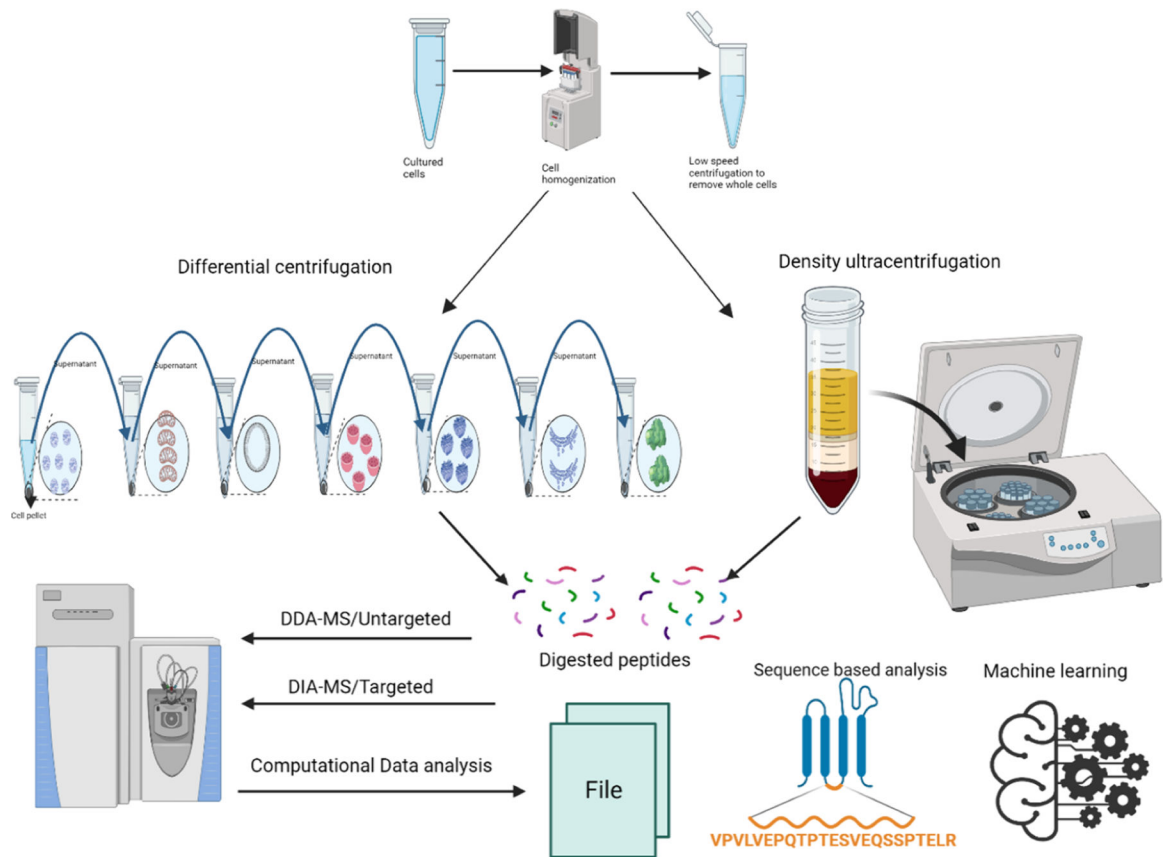 Cultured
cells
Cell
homogenization
Low speed
centrifugation to
remove whole cells
Differential centrifugation
Density ultracentrifugation
Supernatant
Supernatant
Supernatant
Supernatant
Supernatant
Supernatant
Cell pellet
DDA-MS/Untargeted
DIA-MS/Targeted
Computational Data analysis
Digested peptides
File
Sequence based analysis
VPVLVEPQTPTESVEQSSPTELR
Machine learning